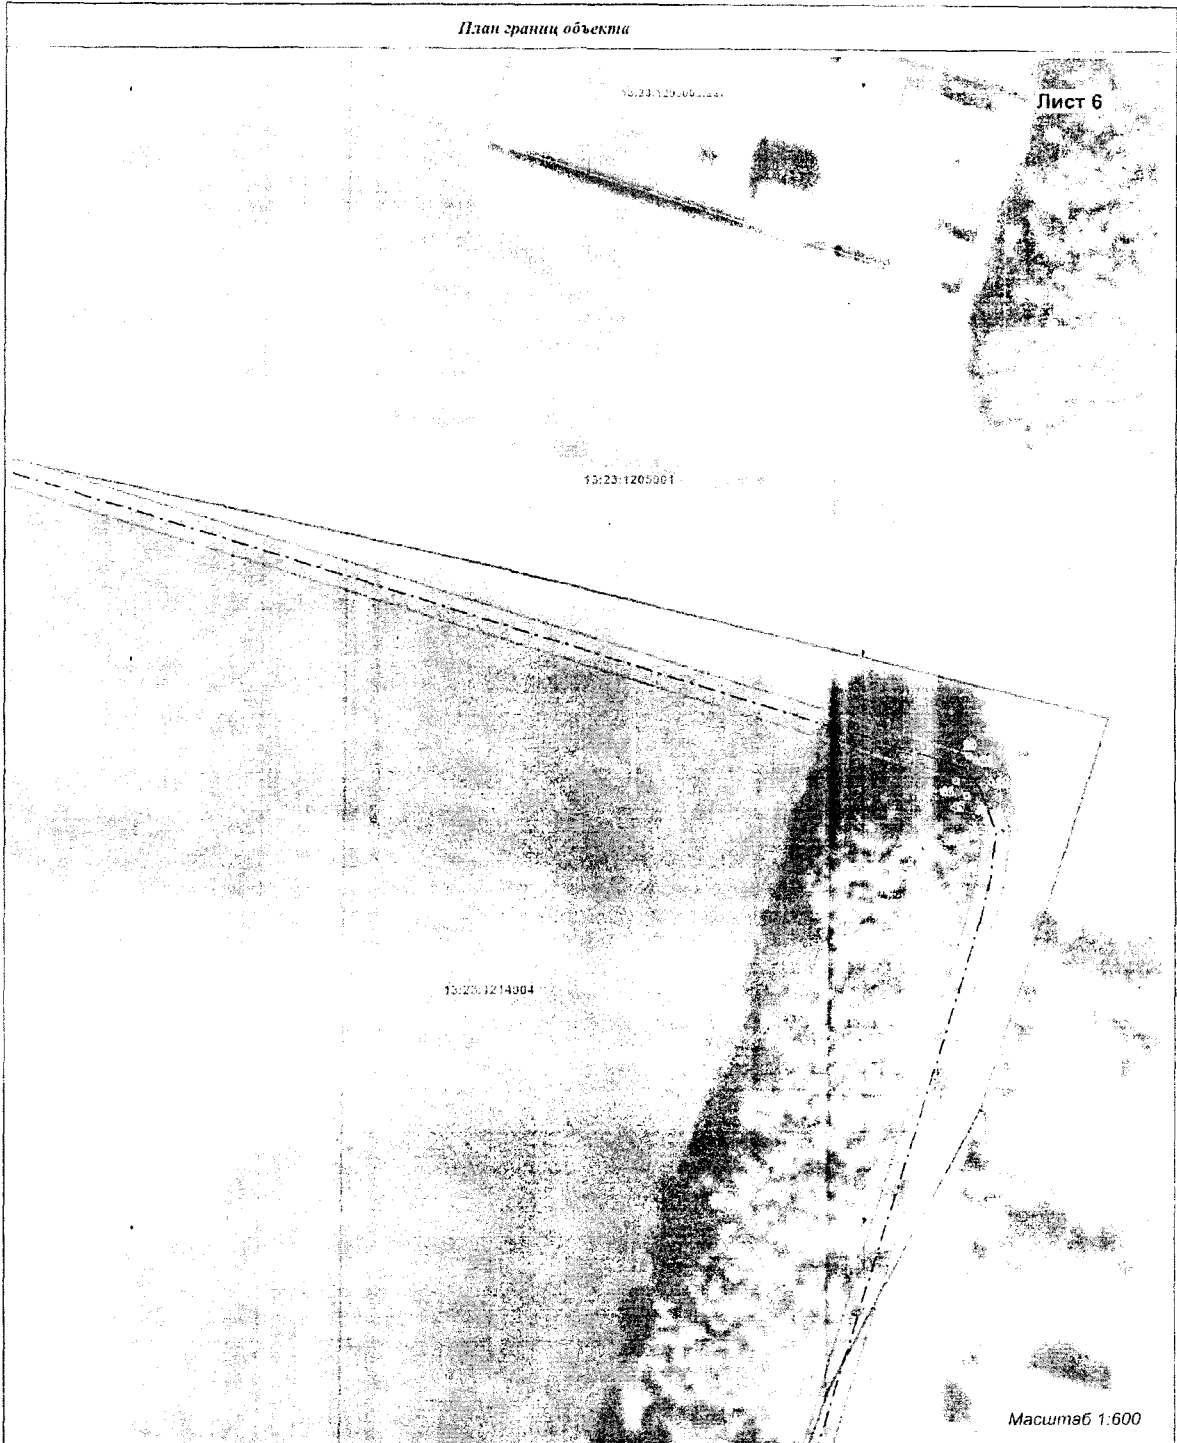 План границ объекта
Лист 6
13:23:1205001
13:23:1214004
Масштаб 1:600